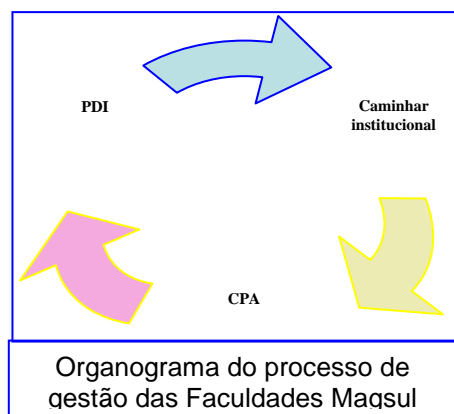 PDI
Caminhar
institucional
CPA
Organograma do processo de
gestão das Faculdades Magsul